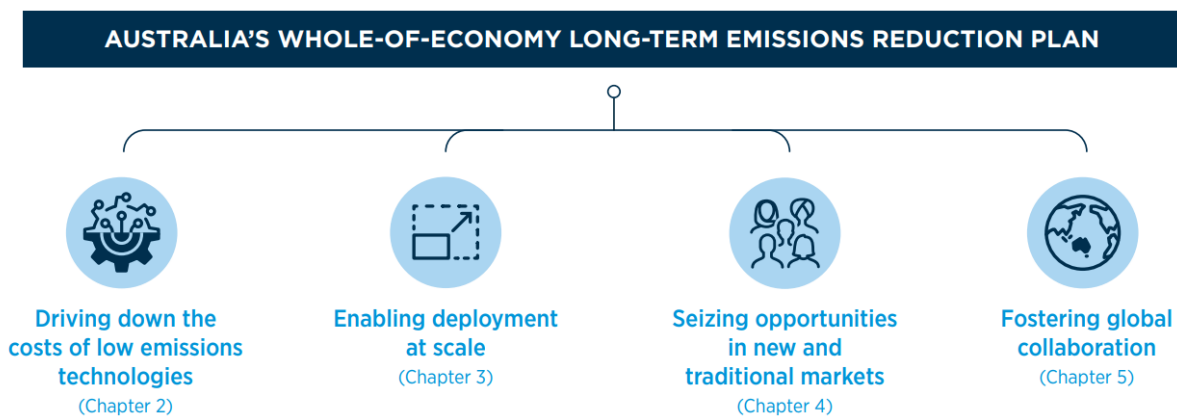 AUSTRALIA'S WHOLE-OF-ECONOMY LONG-TERM EMISSIONS REDUCTION PLAN
Driving down the
costs of low emissions
technologies
(Chapter 2)
Enabling deployment
at scale
(Chapter 3)
Seizing opportunities
in new and
traditional markets
(Chapter 4)
Fostering global
collaboration
(Chapter 5)